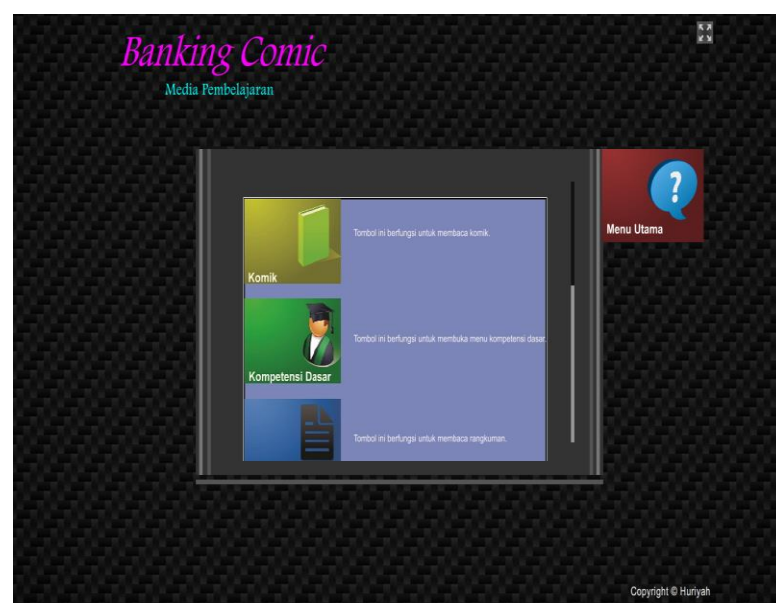 Banking Comic
Media Pembelajaran
Menu Utama
Tombol ini berfungsi untuk membaca komik.
Komik
Tombol ini berfungsi untuk membuka menu kompetensi dasar.
Kompetensi Dasar
Tombol ini berfungsi untuk membaca rangkuman.
Copyright © Huriyah